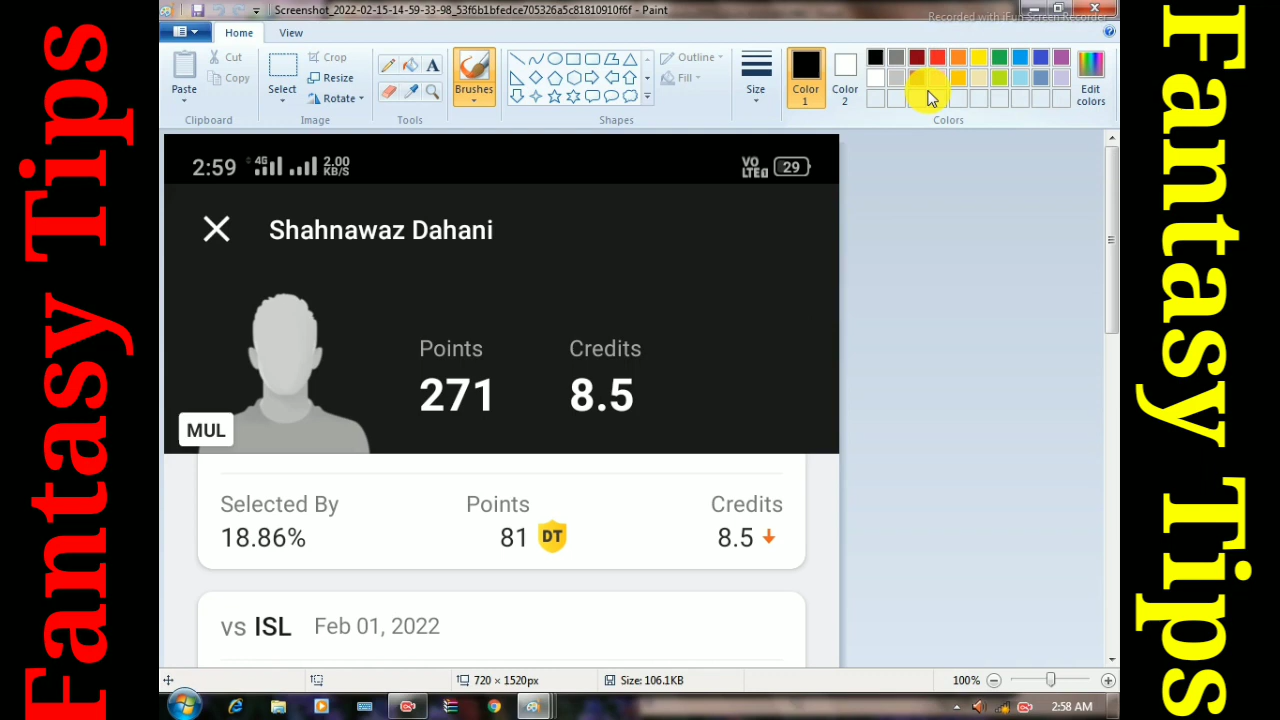 Fantasy Tips
Screenshot_2022-02-15-14-59-33-98_53f6b1bfedce705326a5c81810910f6f - Paint
Recorded with iFun Screen Recorder
Home
View
Paste
Cut
Copy
Clipboard
Select
Crop
Resize
Rotate
Image
A
Tools
Brushes
Shapes
Outline
Fill
Size
Color
1
Color
2
Edit
colors
Colors
2:59
4G
2.00
KB/S
VO
LTE
29
Shahnawaz Dahani
Points
Credits
271
8.5
MUL
Selected By
Points
Credits
18.86%
81
DT
8.5
vs ISL
Feb 01, 2022
720 × 1520px
Size: 106.1KB
100%
2:58 AM
Fantasy Tips